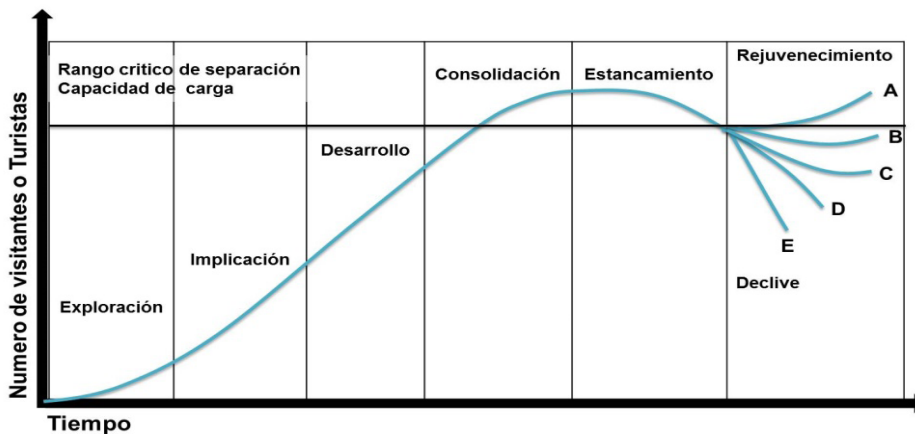 Rejuvenecimiento
Rango critico de separación
Capacidad de carga
Consolidación
Estancamiento
A
B
Desarrollo
C
D
Implicación
E
Declive
Exploración
Numero de visitantes o Turistas
Tiempo